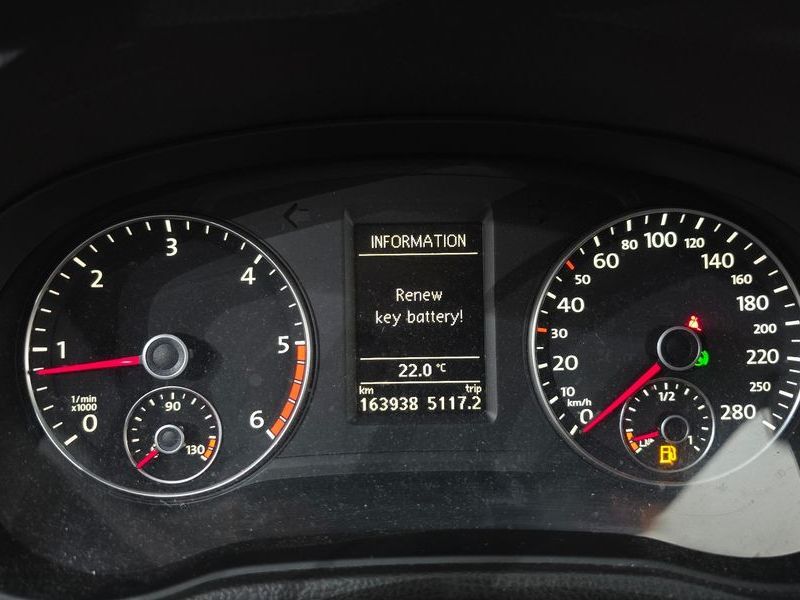 INFORMATION
Renew
key battery!
22.0 °C
km trip
163938 5117.2
0 1 2 3 4 5 6
1/min
x1000
90
130
0 10 20 30 40 50 60 80 100 120 140 160 180 200 220 250 280
km/h
1/2
1